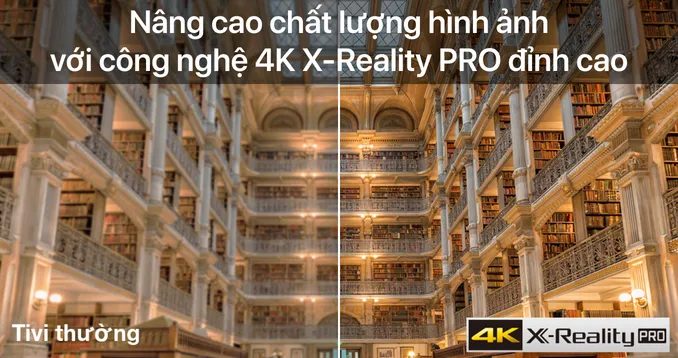 Nâng cao chất lượng hình ảnh
với công nghệ 4K X-Reality PRO đỉnh cao
Tivi thường
4K X-Reality PRO